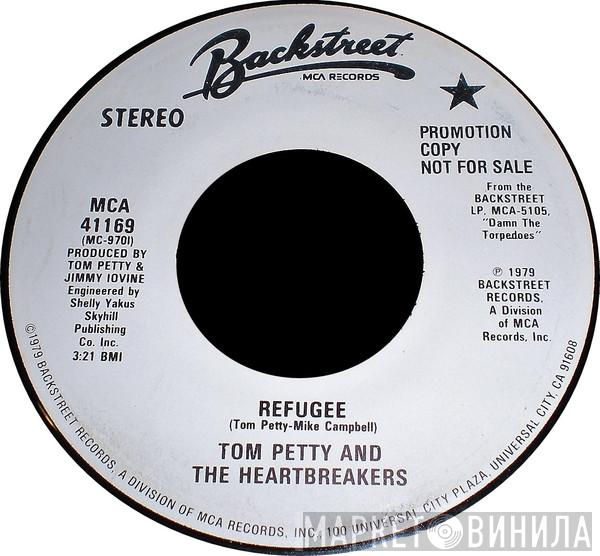 Backstreet
MCA RECORDS
STEREO
PROMOTION
COPY
NOT FOR SALE
From the
BACKSTREET
LP, MCA-5105,
"Damn The
Torpedoes"
℗ 1979
BACKSTREET
RECORDS,
A Division
of MCA
Records, Inc.
MCA
41169
(MC-9701)
PRODUCED BY
TOM PETTY &
JIMMY IOVINE
Engineered by
Shelly Yakus
Skyhill
Publishing
Co. Inc.
3:21 BMI
REFUGEE
(Tom Petty-Mike Campbell)
TOM PETTY AND
THE HEARTBREAKERS
©1979 BACKSTREET RECORDS, A DIVISION OF MCA RECORDS, INC., 100 UNIVERSAL CITY PLAZA, UNIVERSAL CITY, CA 91608
МАРКЕТ ВИНИЛА